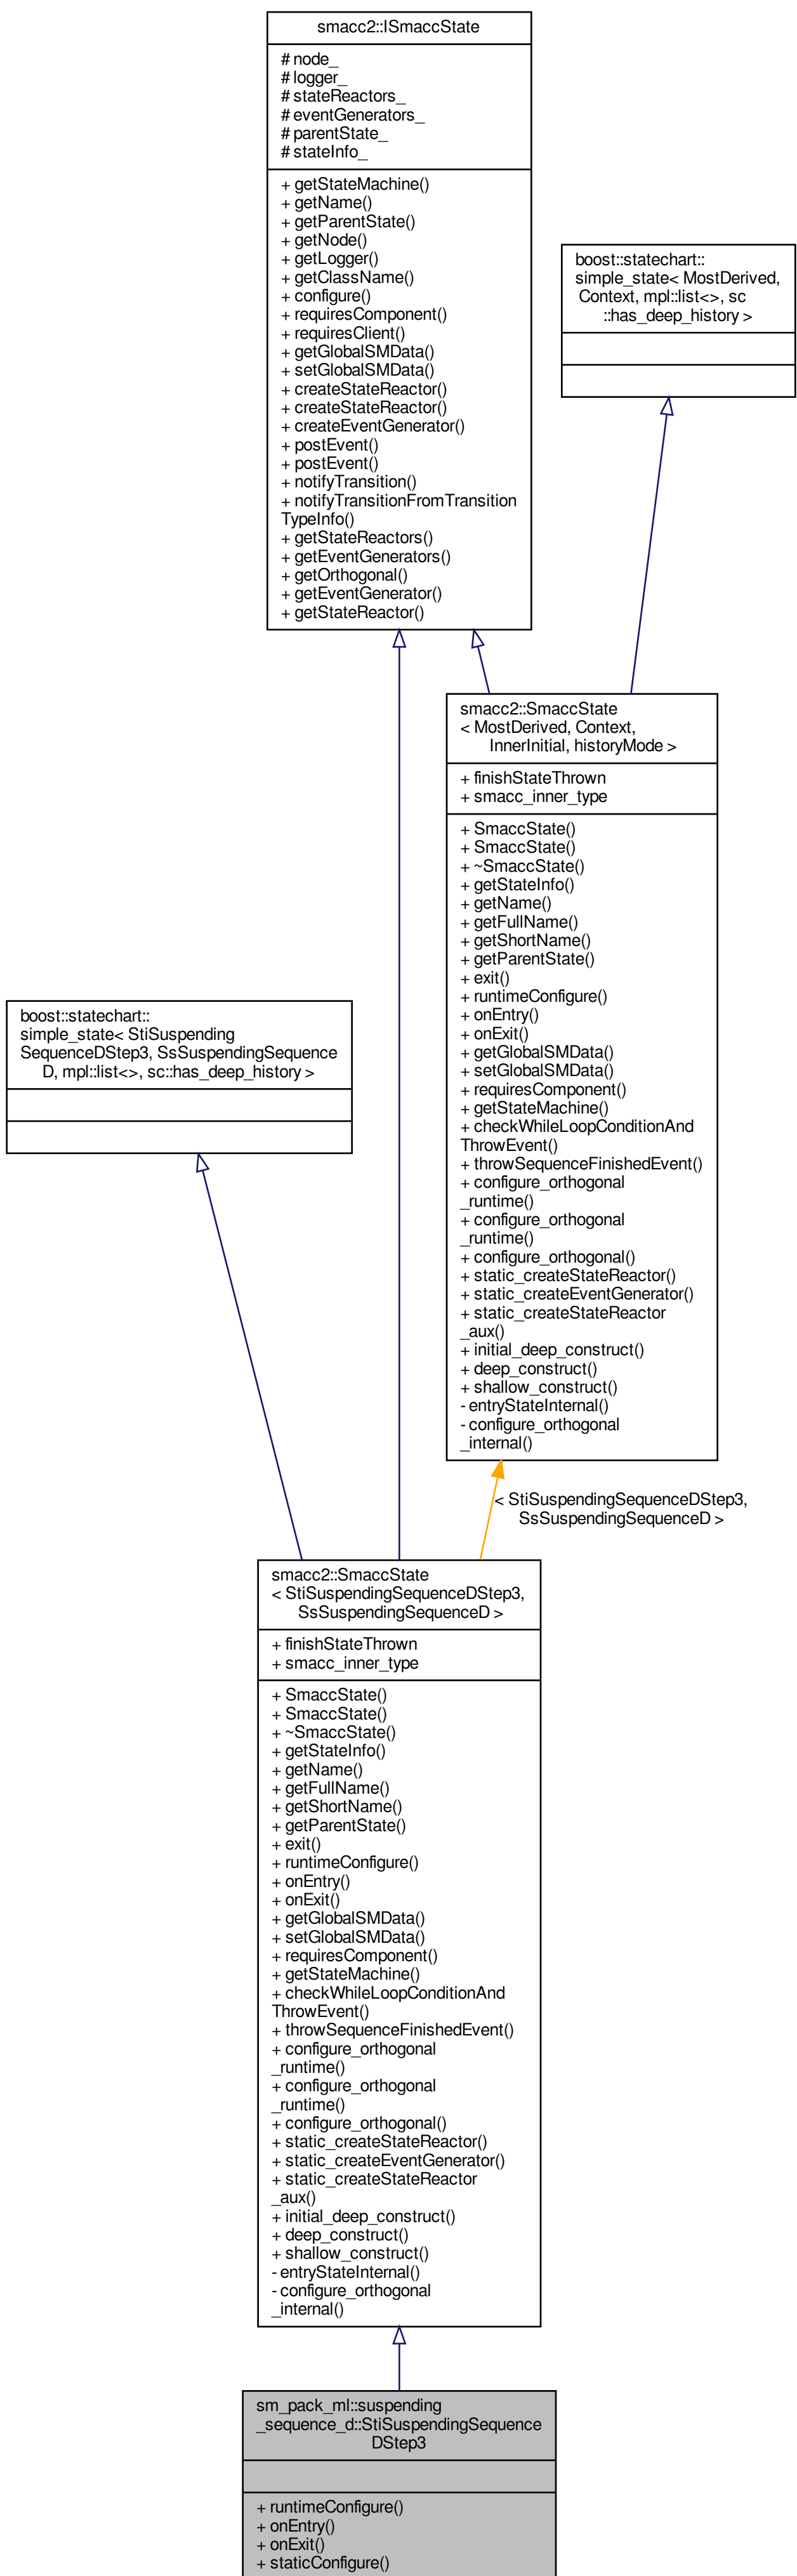 smacc2::ISmaccState
# node_
# logger_
# stateReactors_
# eventGenerators_
# parentState_
# stateInfo_
+ getStateMachine()
+ getName()
+ getParentState()
+ getNode()
+ getLogger()
+ getClassName()
+ configure()
+ requiresComponent()
+ requiresClient()
+ getGlobalSMData()
+ setGlobalSMData()
+ createStateReactor()
+ createStateReactor()
+ createEventGenerator()
+ postEvent()
+ postEvent()
+ notifyTransition()
+ notifyTransitionFromTransition
TypeInfo()
+ getStateReactors()
+ getEventGenerators()
+ getOrthogonal()
+ getEventGenerator()
+ getStateReactor()
boost::statechart::
simple_state< MostDerived,
Context, mpl::list<>, sc
::has_deep_history >
smacc2::SmaccState
< MostDerived, Context,
InnerInitial, historyMode >
+ finishStateThrown
+ smacc_inner_type
+ SmaccState()
+ SmaccState()
+ ~SmaccState()
+ getStateInfo()
+ getName()
+ getFullName()
+ getShortName()
+ getParentState()
+ exit()
+ runtimeConfigure()
+ onEntry()
+ onExit()
+ getGlobalSMData()
+ setGlobalSMData()
+ requiresComponent()
+ getStateMachine()
+ checkWhileLoopConditionAnd
ThrowEvent()
+ throwSequenceFinishedEvent()
+ configure_orthogonal
_runtime()
+ configure_orthogonal
_runtime()
+ configure_orthogonal()
+ static_createStateReactor()
+ static_createEventGenerator()
+ static_createStateReactor
_aux()
+ initial_deep_construct()
+ deep_construct()
+ shallow_construct()
- entryStateInternal()
- configure_orthogonal
_internal()
boost::statechart::
simple_state< StiSuspending
SequenceDStep3, SsSuspendingSequence
D, mpl::list<>, sc::has_deep_history >
< StiSuspendingSequenceDStep3,
SsSuspendingSequenceD >
smacc2::SmaccState
< StiSuspendingSequenceDStep3,
SsSuspendingSequenceD >
+ finishStateThrown
+ smacc_inner_type
+ SmaccState()
+ SmaccState()
+ ~SmaccState()
+ getStateInfo()
+ getName()
+ getFullName()
+ getShortName()
+ getParentState()
+ exit()
+ runtimeConfigure()
+ onEntry()
+ onExit()
+ getGlobalSMData()
+ setGlobalSMData()
+ requiresComponent()
+ getStateMachine()
+ checkWhileLoopConditionAnd
ThrowEvent()
+ throwSequenceFinishedEvent()
+ configure_orthogonal
_runtime()
+ configure_orthogonal
_runtime()
+ configure_orthogonal()
+ static_createStateReactor()
+ static_createEventGenerator()
+ static_createStateReactor
_aux()
+ initial_deep_construct()
+ deep_construct()
+ shallow_construct()
- entryStateInternal()
- configure_orthogonal
_internal()
sm_pack_ml::suspending
_sequence_d::StiSuspendingSequence
DStep3
+ runtimeConfigure()
+ onEntry()
+ onExit()
+ staticConfigure()